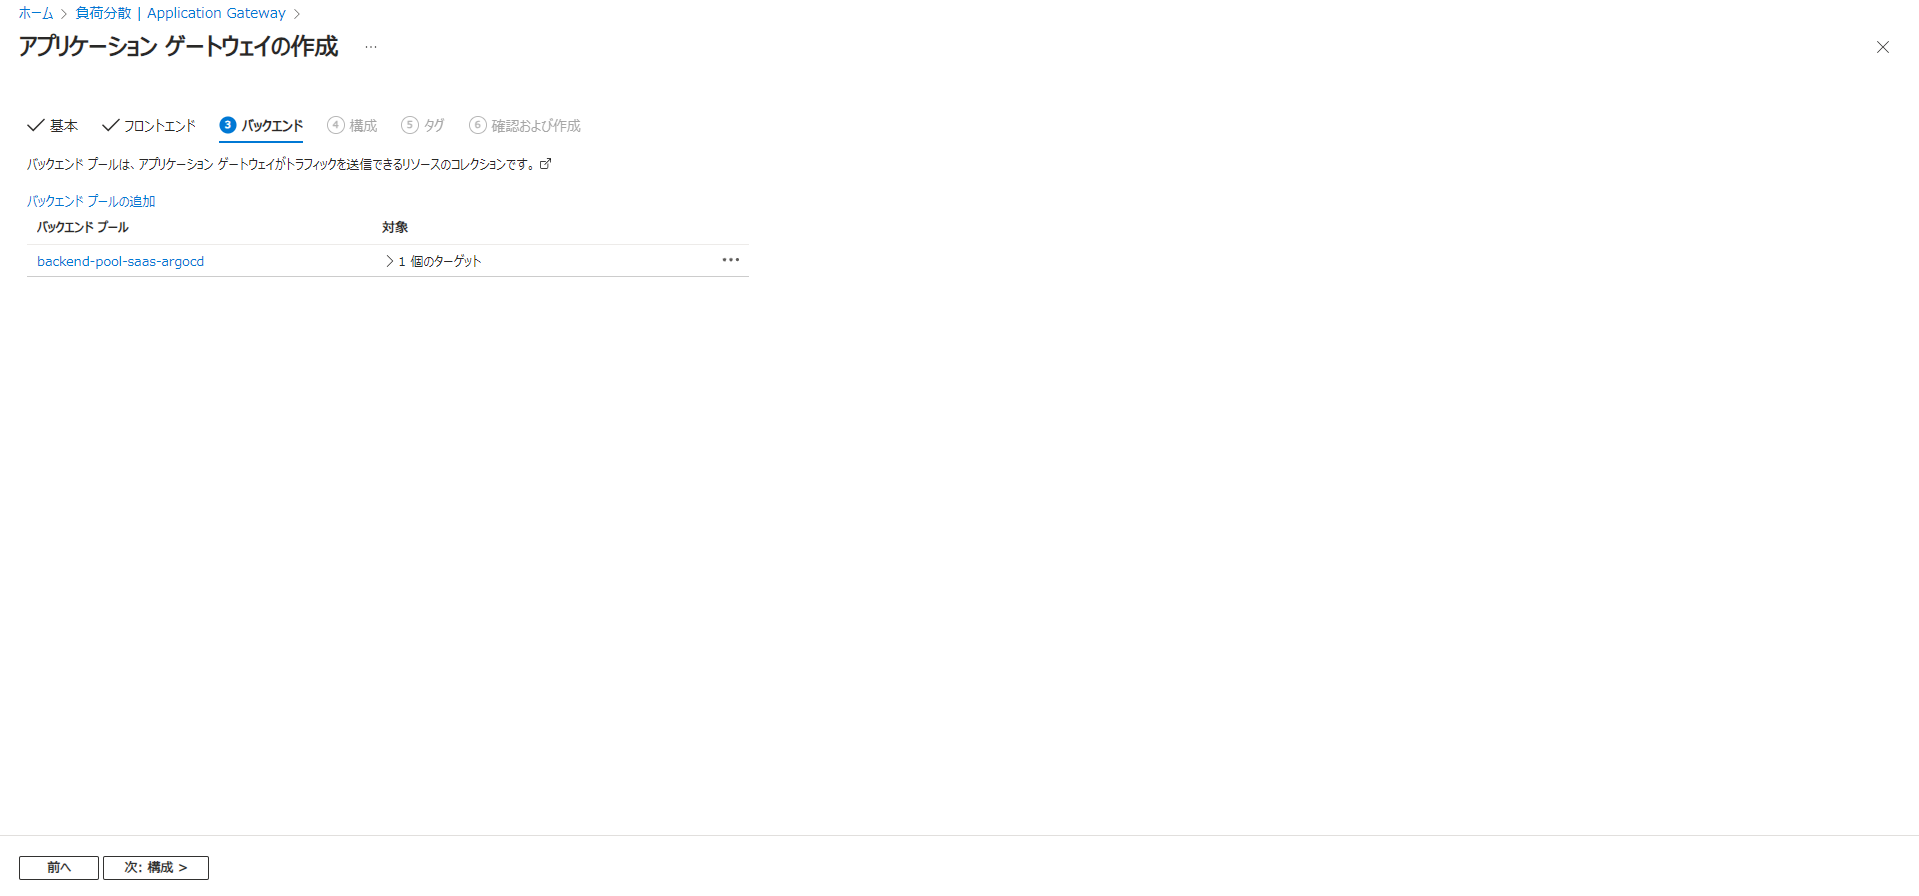 ホーム > 負荷分散 | Application Gateway >
アプリケーション ゲートウェイの作成 ...
基本 フロントエンド 3 バックエンド 4 構成 5 タグ 6 確認および作成
バックエンド プールは、アプリケーション ゲートウェイがトラフィックを送信できるリソースのコレクションです。
バックエンド プールの追加
バックエンド プール 対象
backend-pool-saas-argocd > 1 個のターゲット ...
前へ 次: 構成 >